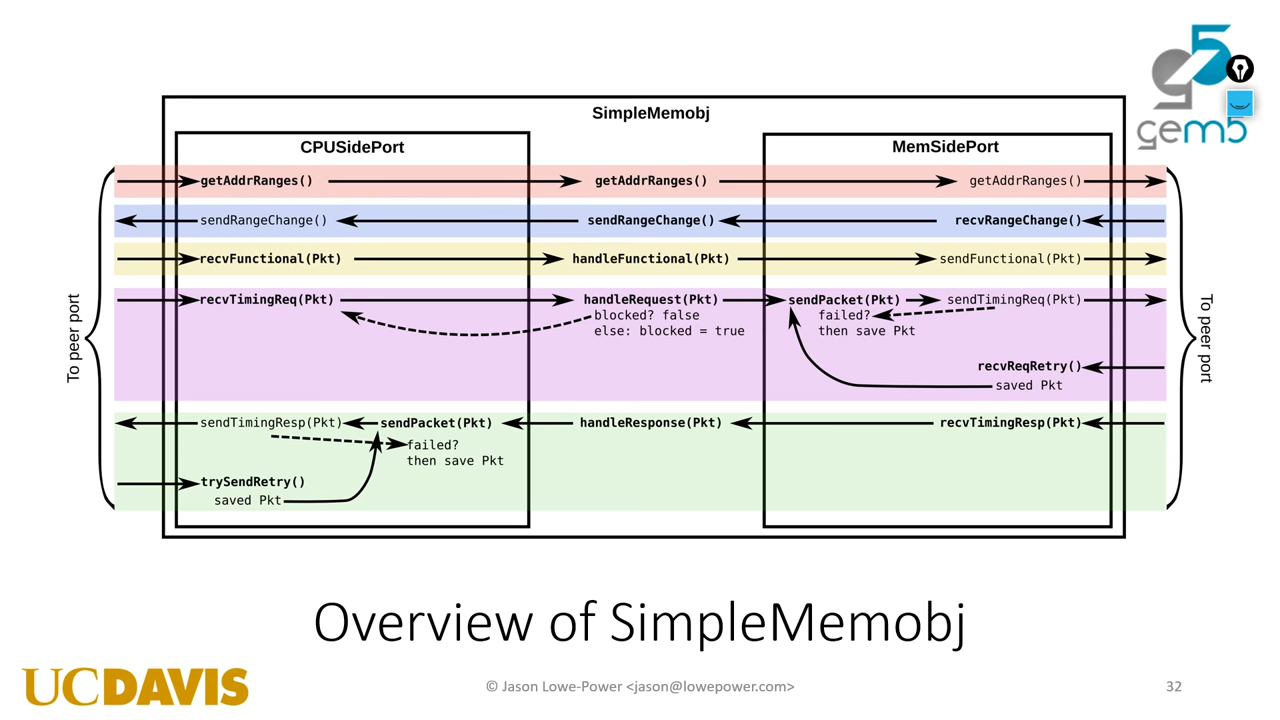 gem5
SimpleMemobj
CPUSidePort
MemSidePort
getAddrRanges()
getAddrRanges()
getAddrRanges()
sendRangeChange()
sendRangeChange()
recvRangeChange()
recvFunctional(Pkt)
handleFunctional(Pkt)
sendFunctional(Pkt)
recvTimingReq(Pkt)
handleRequest(Pkt)
blocked? false
else: blocked = true
sendPacket(Pkt)
failed?
then save Pkt
sendTimingReq(Pkt)
recvReqRetry()
saved Pkt
To peer port
To peer port
sendTimingResp(Pkt)
sendPacket(Pkt)
failed?
then save Pkt
handleResponse(Pkt)
recvTimingResp(Pkt)
trySendRetry()
saved Pkt
Overview of SimpleMemobj
UCDAVIS
© Jason Lowe-Power <jason@lowepower.com>
32